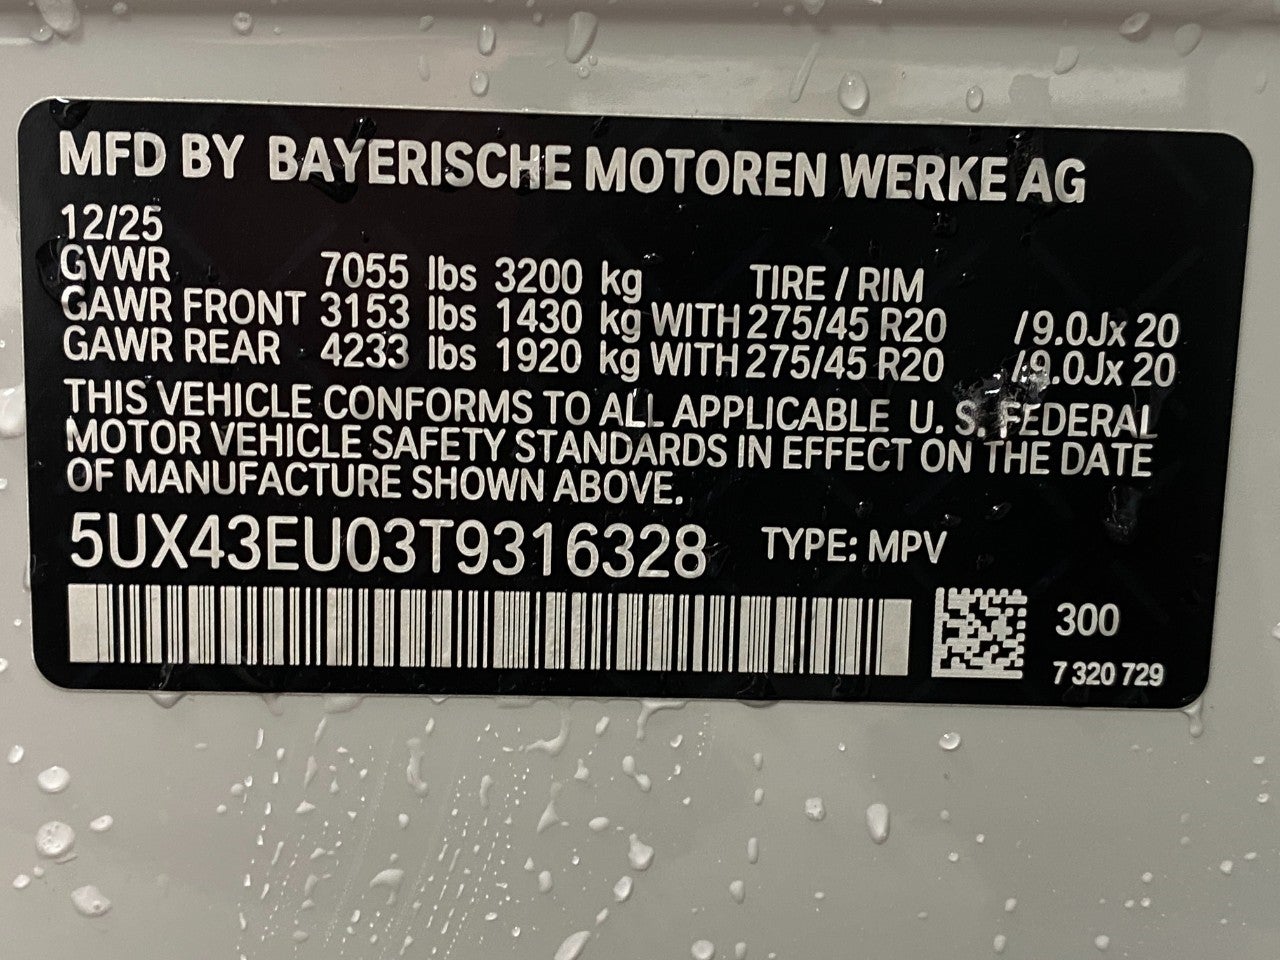 MFD BY BAYERISCHE MOTOREN WERKE AG
12/25
GVWR 7055 lbs 3200 kg TIRE / RIM
GAWR FRONT 3153 lbs 1430 kg WITH 275/45 R20 /9.0Jx 20
GAWR REAR 4233 lbs 1920 kg WITH 275/45 R20 /9.0Jx 20
THIS VEHICLE CONFORMS TO ALL APPLICABLE U. S. FEDERAL
MOTOR VEHICLE SAFETY STANDARDS IN EFFECT ON THE DATE
OF MANUFACTURE SHOWN ABOVE.
5UX43EU03T9316328 TYPE: MPV
300
7 320 729